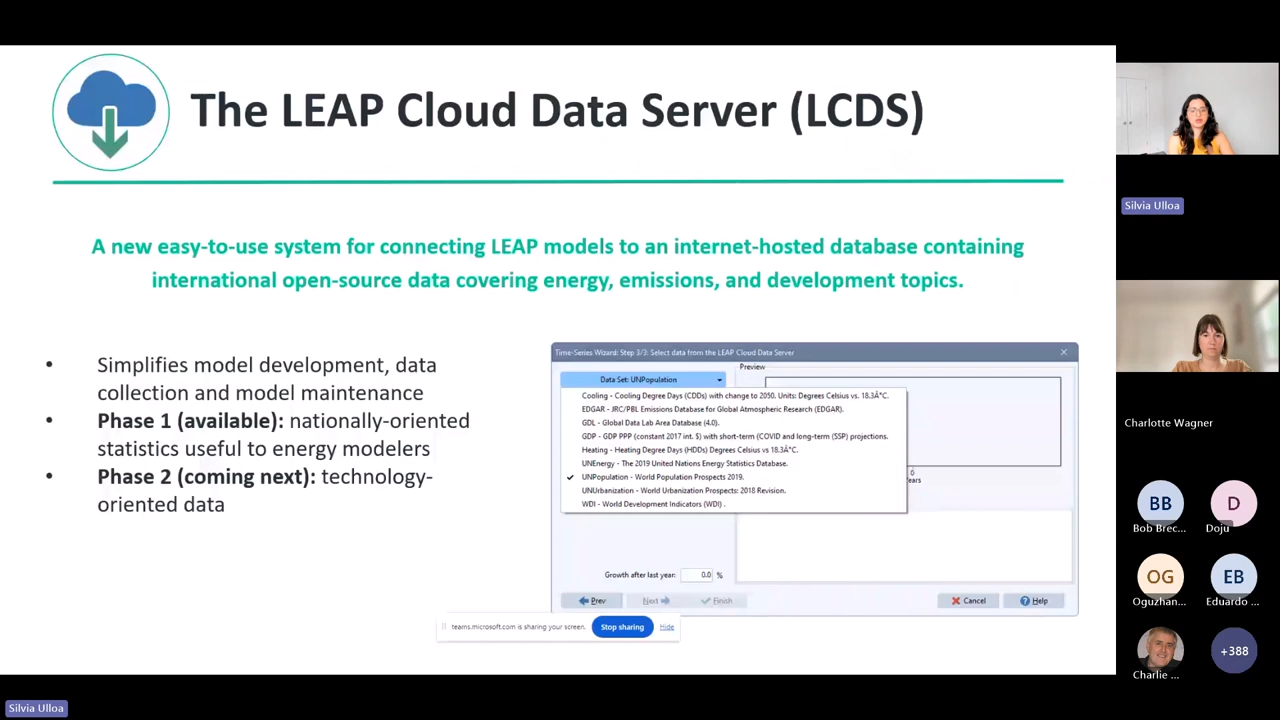 The LEAP Cloud Data Server (LCDS)
A new easy-to-use system for connecting LEAP models to an internet-hosted database containing
international open-source data covering energy, emissions, and development topics.
• Simplifies model development, data
collection and model maintenance
• Phase 1 (available): nationally-oriented
statistics useful to energy modelers
• Phase 2 (coming next): technology-
oriented data
Time-Series Wizard: Step 3/3: Select data from the LEAP Cloud Data Server
Data Set: UNPopulation
Preview
Cooling - Cooling Degree Days (CDDs) with change to 2050. Units: Degrees Celsius vs. 18.3Â°C.
EDGAR - JRC/PBL Emissions Database for Global Atmospheric Research (EDGAR).
GDL - Global Data Lab Area Database (4.0).
GDP - GDP PPP (constant 2017 int. $) with short-term (COVID and long-term (SSP) projections.
Heating - Heating Degree Days (HDDs) Degrees Celsius vs 18.3Â°C.
UNEnergy - The 2019 United Nations Energy Statistics Database.
UNPopulation - World Population Prospects 2019.
UNUrbanization - World Urbanization Prospects: 2018 Revision.
WDI - World Development Indicators (WDI) .
.0
ears
Growth after last year: 0.0 %
Prev
Next
Finish
Cancel
Help
teams.microsoft.com is sharing your screen.
Stop sharing
Hide
Silvia Ulloa
Silvia Ulloa
Charlotte Wagner
BB
D
Bob Brec...
Doju
OG
EB
Oguzhan...
Eduardo ...
Charlie ...
+388